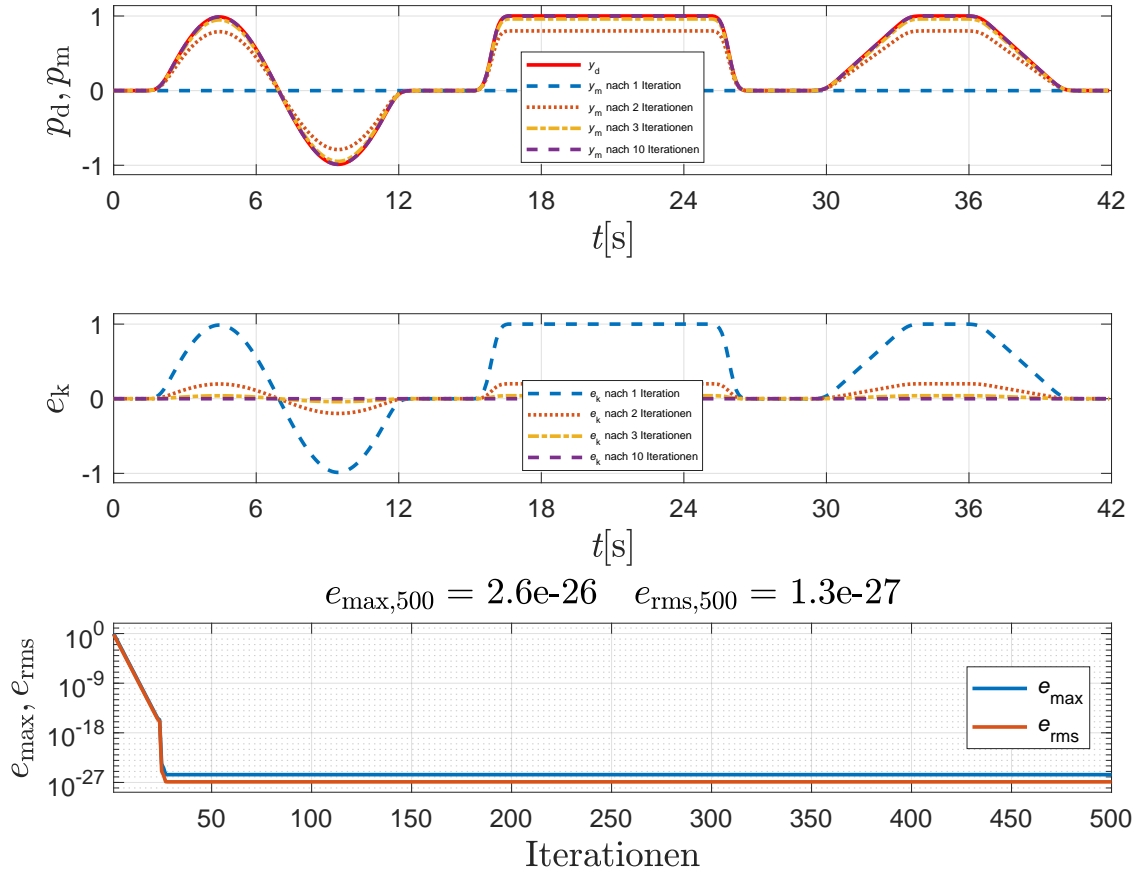 1
0
-1
p_d, p_m
y_d
y_m nach 1 Iteration
y_m nach 2 Iterationen
y_m nach 3 Iterationen
y_m nach 10 Iterationen
0 6 12 18 24 30 36 42
t[s]
1
0
-1
e_k
e_k nach 1 Iteration
e_k nach 2 Iterationen
e_k nach 3 Iterationen
e_k nach 10 Iterationen
0 6 12 18 24 30 36 42
t[s]
e_max,500 = 2.6e-26 e_rms,500 = 1.3e-27
10^0
10^-9
10^-18
10^-27
e_max, e_rms
e_max
e_rms
50 100 150 200 250 300 350 400 450 500
Iterationen